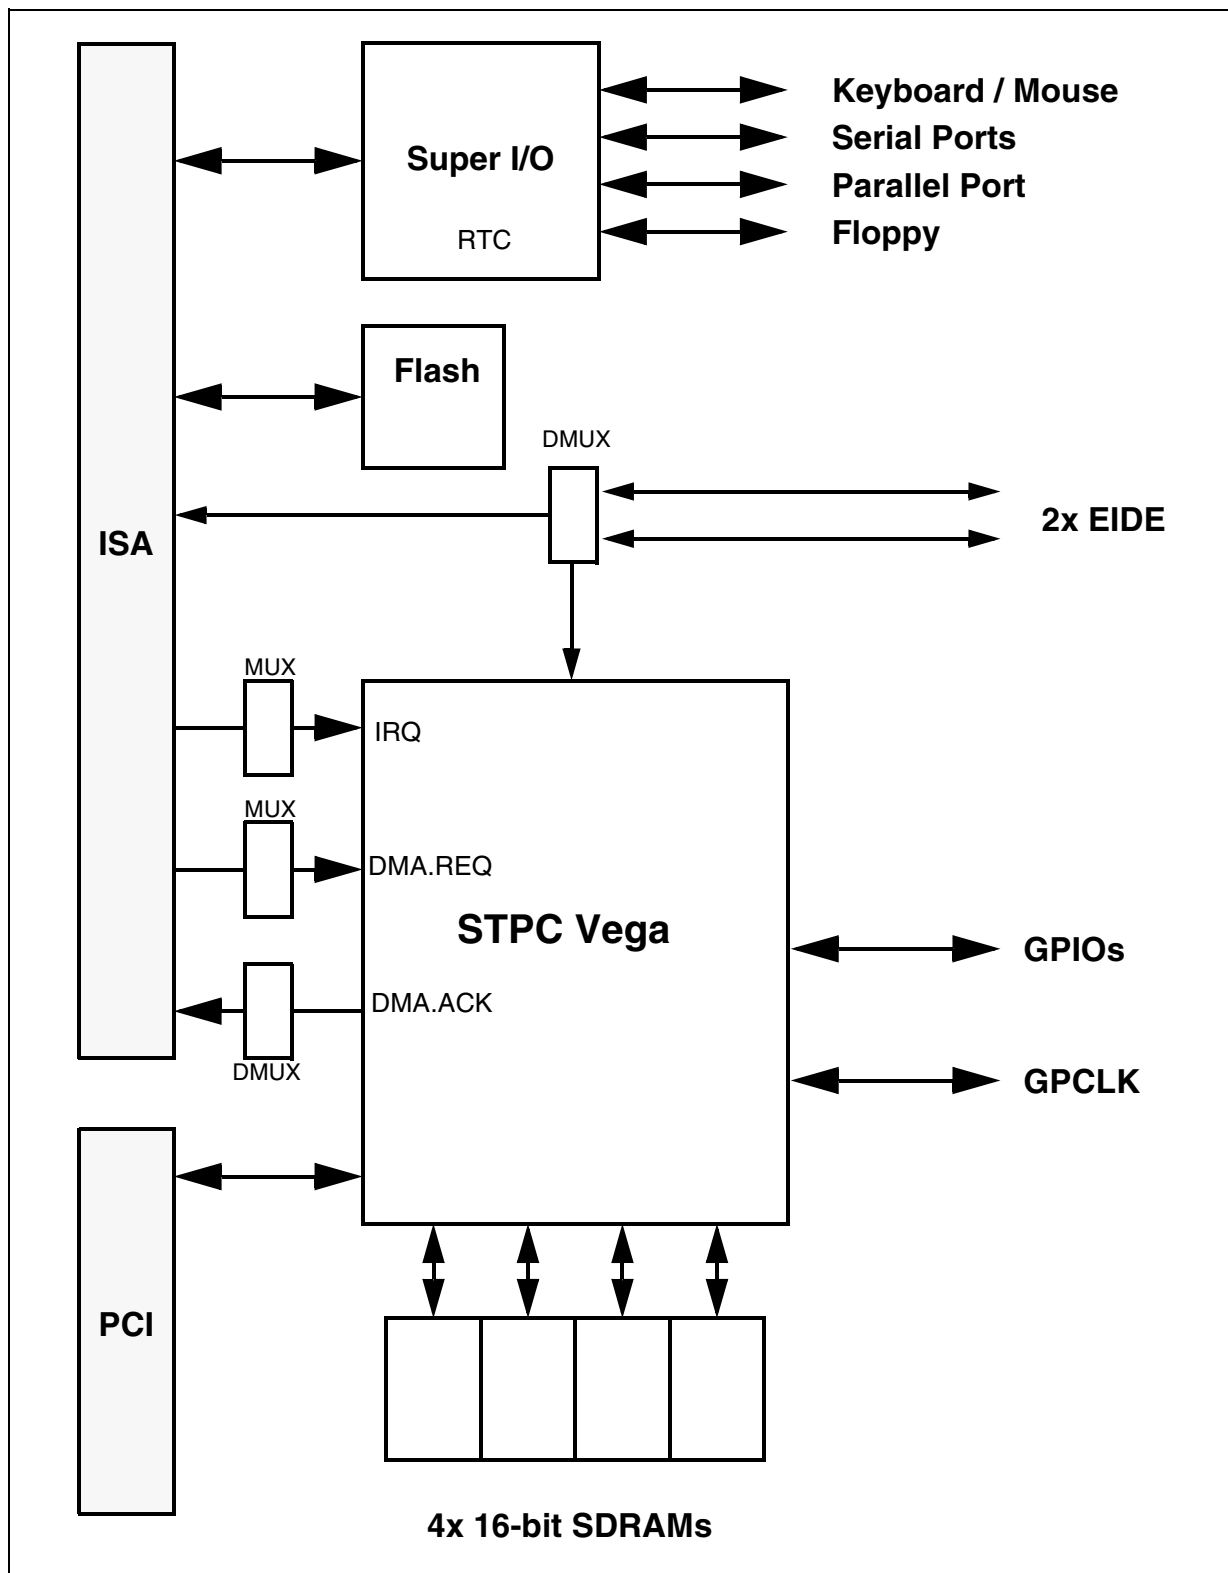 Keyboard / Mouse
Serial Ports
Super I/O
Parallel Port
RTC
Floppy
Flash
DMUX
2x EIDE
ISA
MUX
IRQ
MUX
DMA.REQ
STPC Vega
GPIOs
DMA.ACK
DMUX
GPCLK
PCI
4x 16-bit SDRAMs